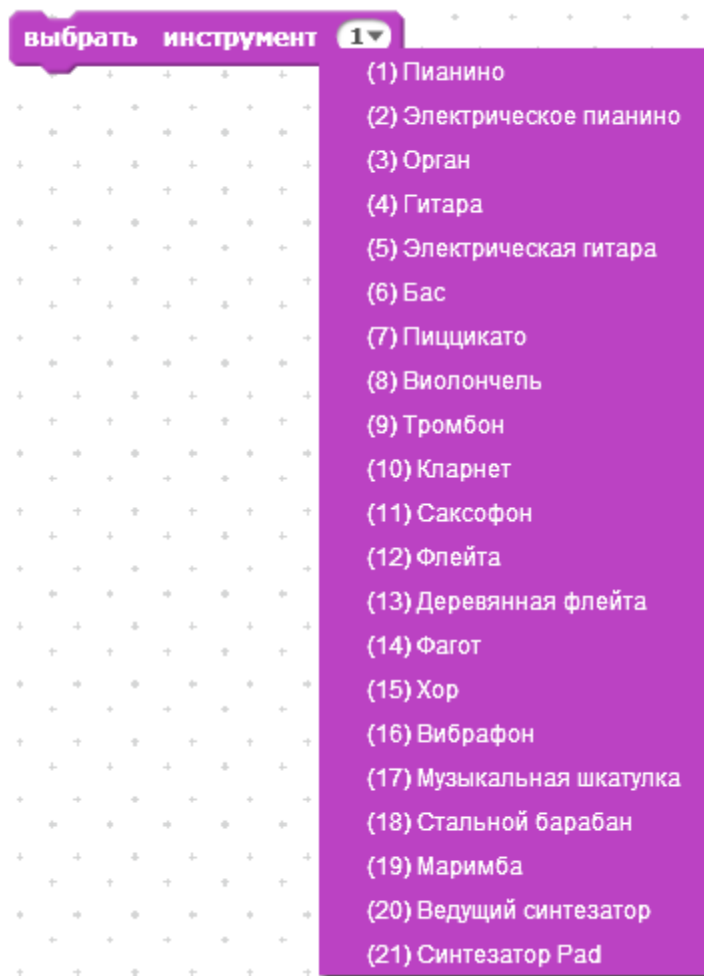 выбрать инструмент 1
(1) Пианино
(2) Электрическое пианино
(3) Орган
(4) Гитара
(5) Электрическая гитара
(6) Бас
(7) Пиццикато
(8) Виолончель
(9) Тромбон
(10) Кларнет
(11) Саксофон
(12) Флейта
(13) Деревянная флейта
(14) Фагот
(15) Хор
(16) Вибрафон
(17) Музыкальная шкатулка
(18) Стальной барабан
(19) Маримба
(20) Ведущий синтезатор
(21) Синтезатор Pad